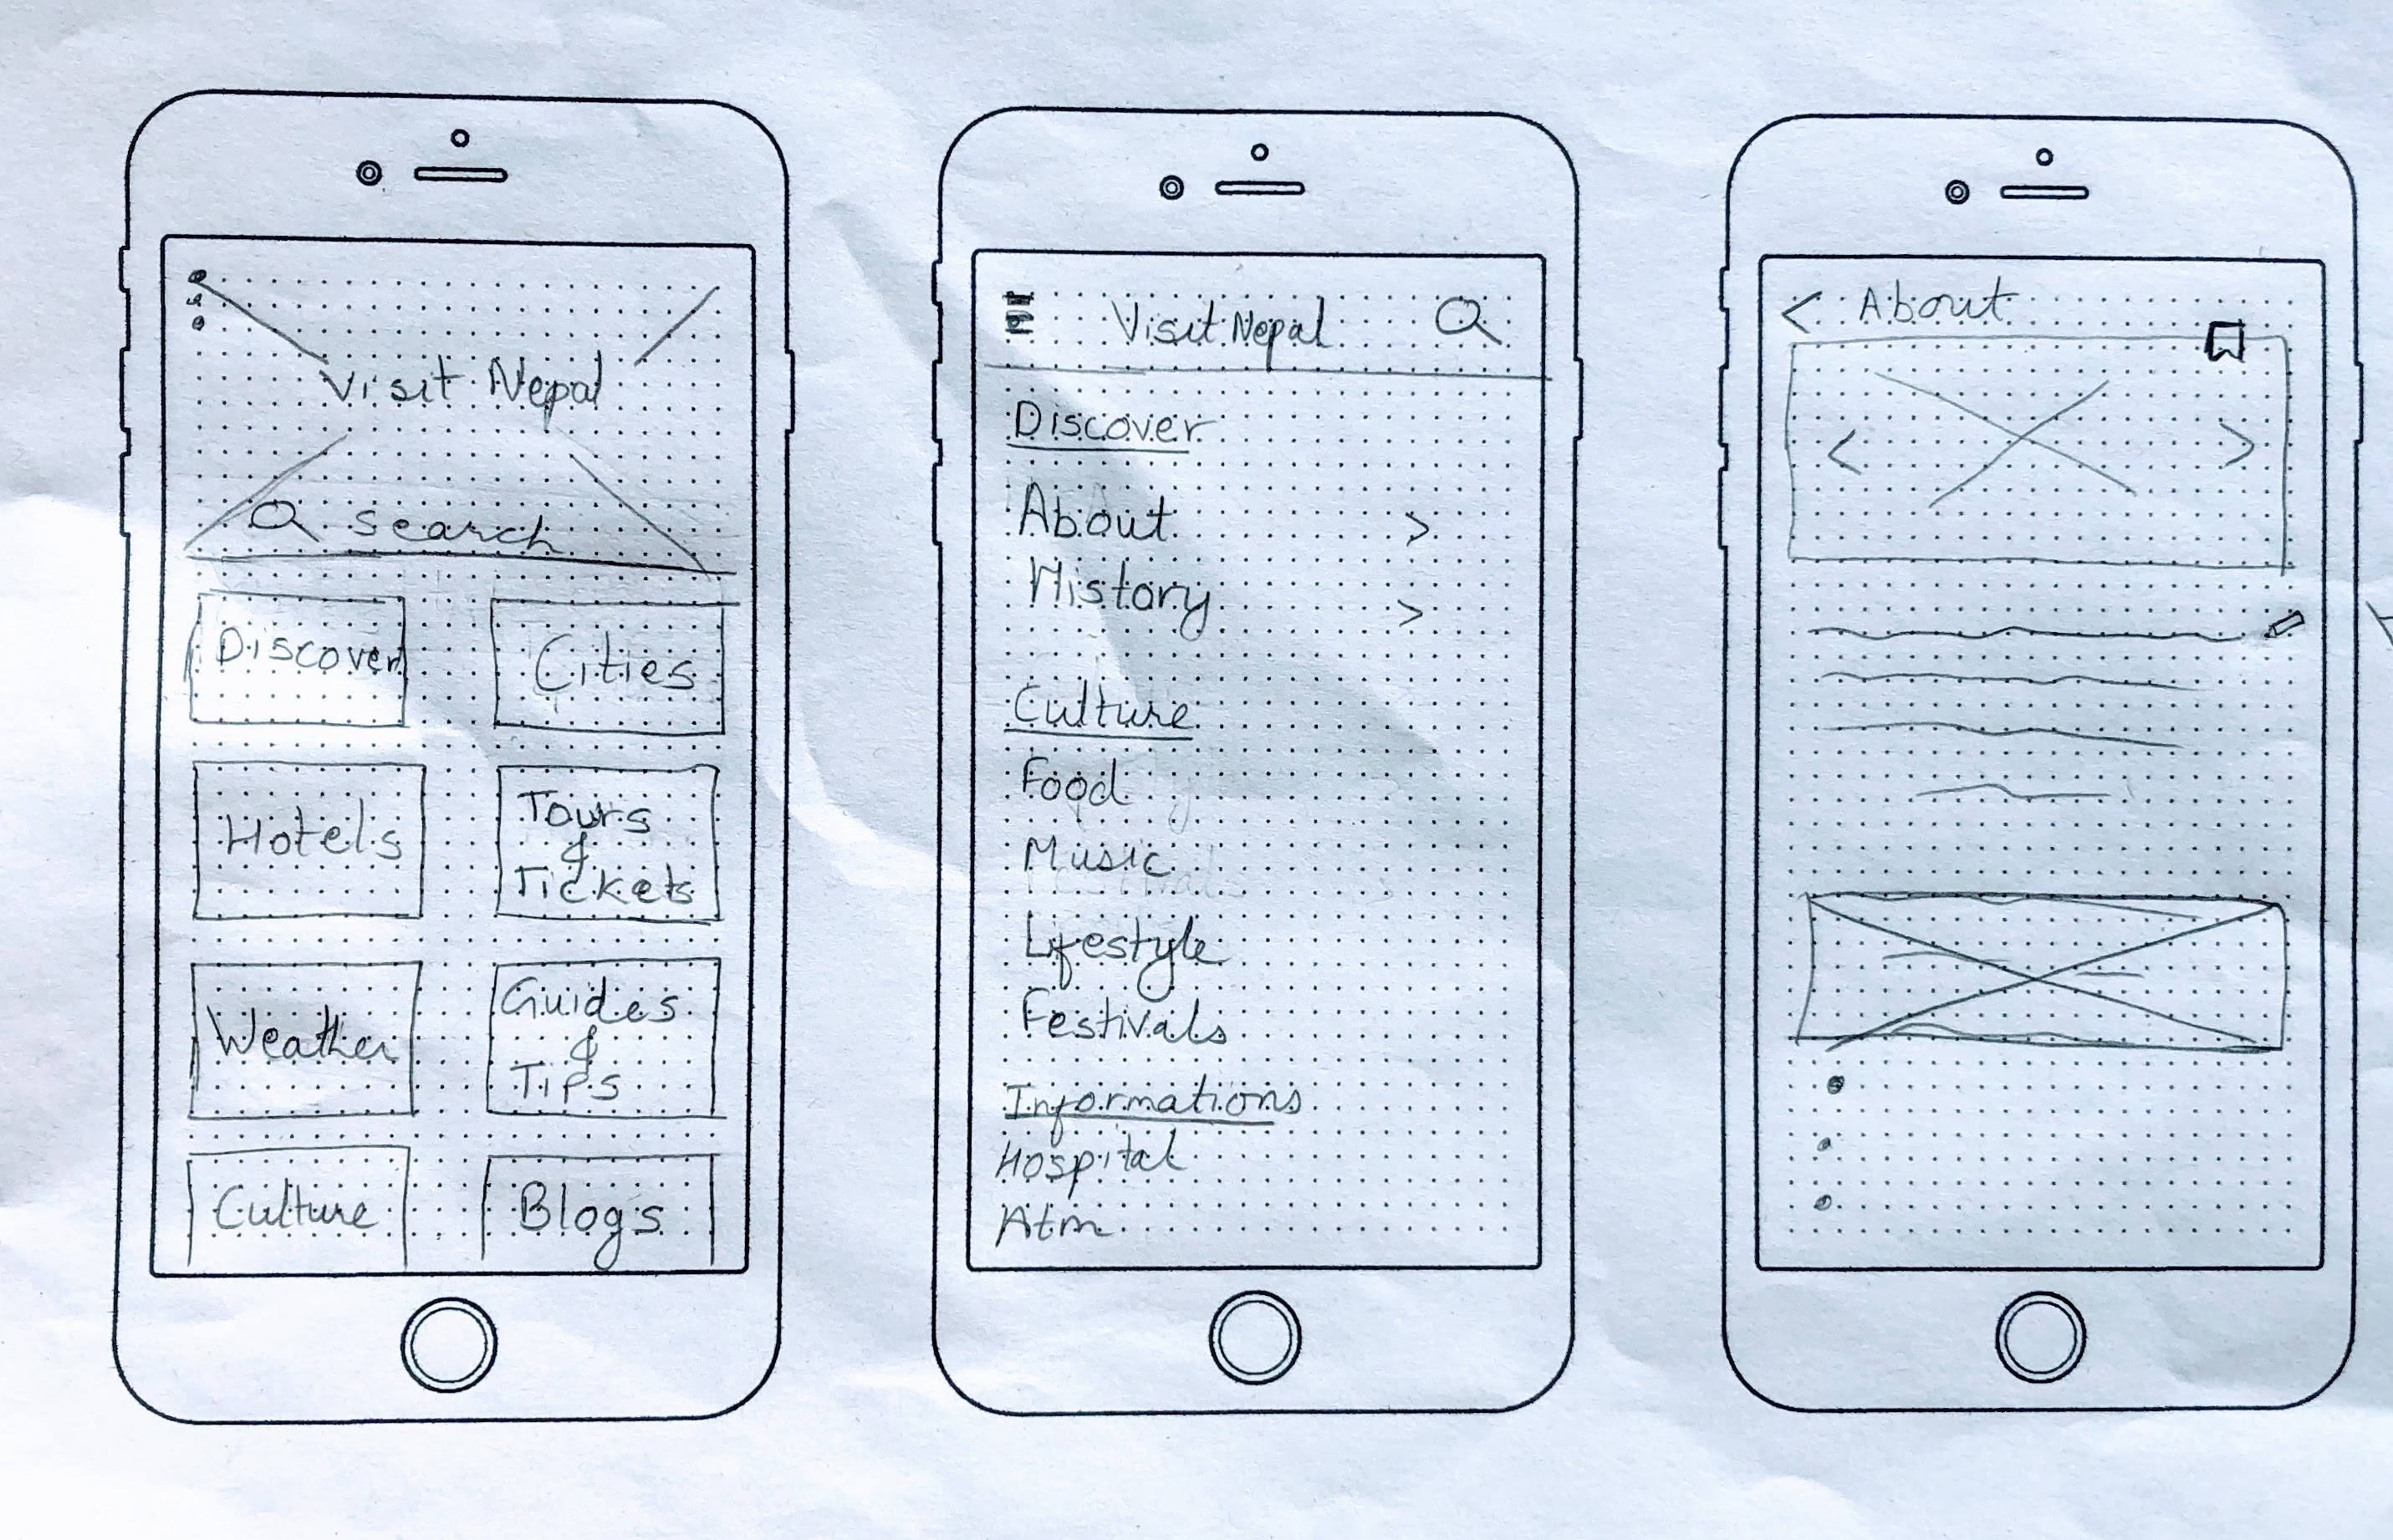 Visit Nepal
search
Discover
Cities
Hotels
Tours
&
Tickets
Weather
Guides
&
Tips
Culture
Blogs
Visit Nepal
Discover
About >
History >
Culture
Food
Music
Lifestyle
Festivals
Informations
Hospital
Atm
< About
< >